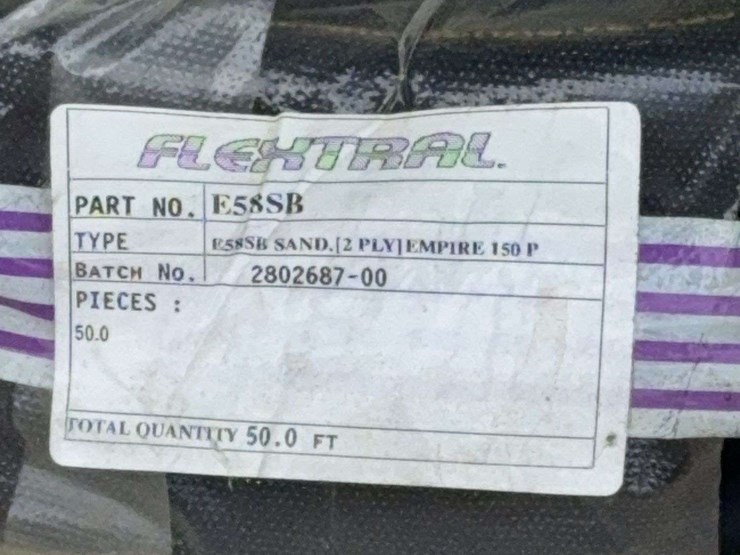 FLEXTRAL.
PART NO. E58SB
TYPE E58SB SAND.[2 PLY]EMPIRE 150 P
BATCH NO. 2802687-00
PIECES :
50.0
TOTAL QUANTITY 50.0 FT